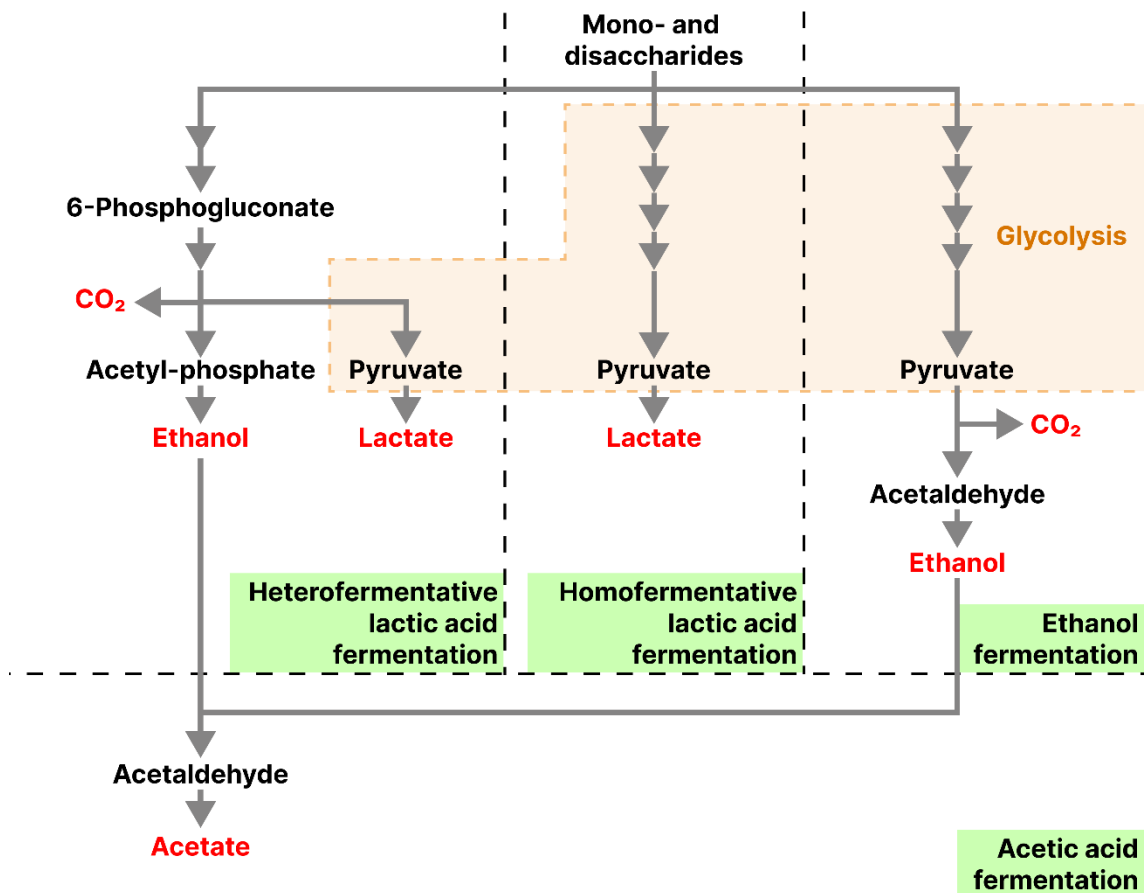 Mono- and
disaccharides
6-Phosphogluconate
Glycolysis
CO₂
Acetyl-phosphate
Pyruvate
Pyruvate
Pyruvate
Ethanol
Lactate
Lactate
CO₂
Acetaldehyde
Ethanol
Heterofermentative
lactic acid
fermentation
Homofermentative
lactic acid
fermentation
Ethanol
fermentation
Acetaldehyde
Acetate
Acetic acid
fermentation